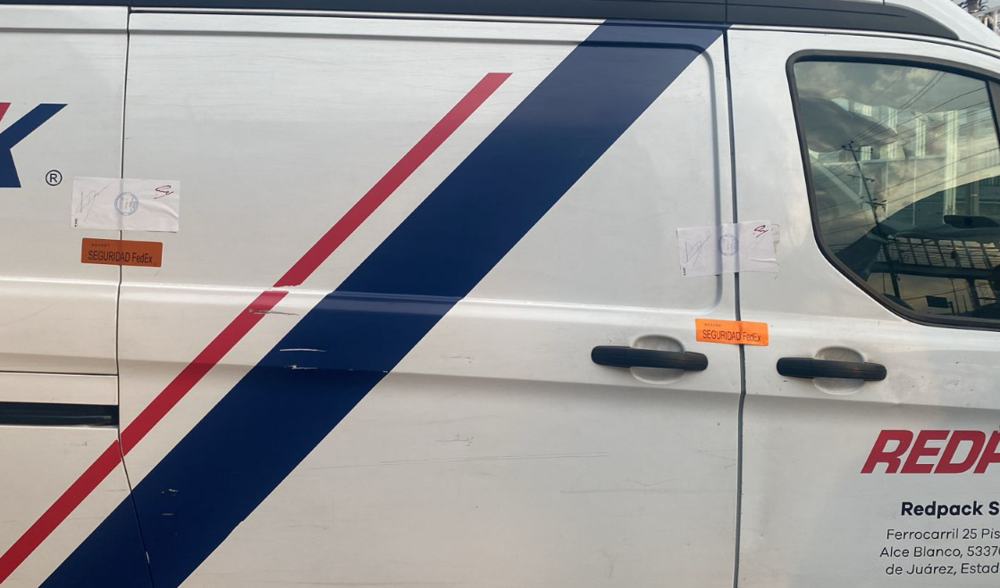 K®
SEGURIDAD FedEx
SEGURIDAD FedEx
REDP
Redpack S
Ferrocarril 25 Pis
Alce Blanco, 5337
de Juárez, Estad